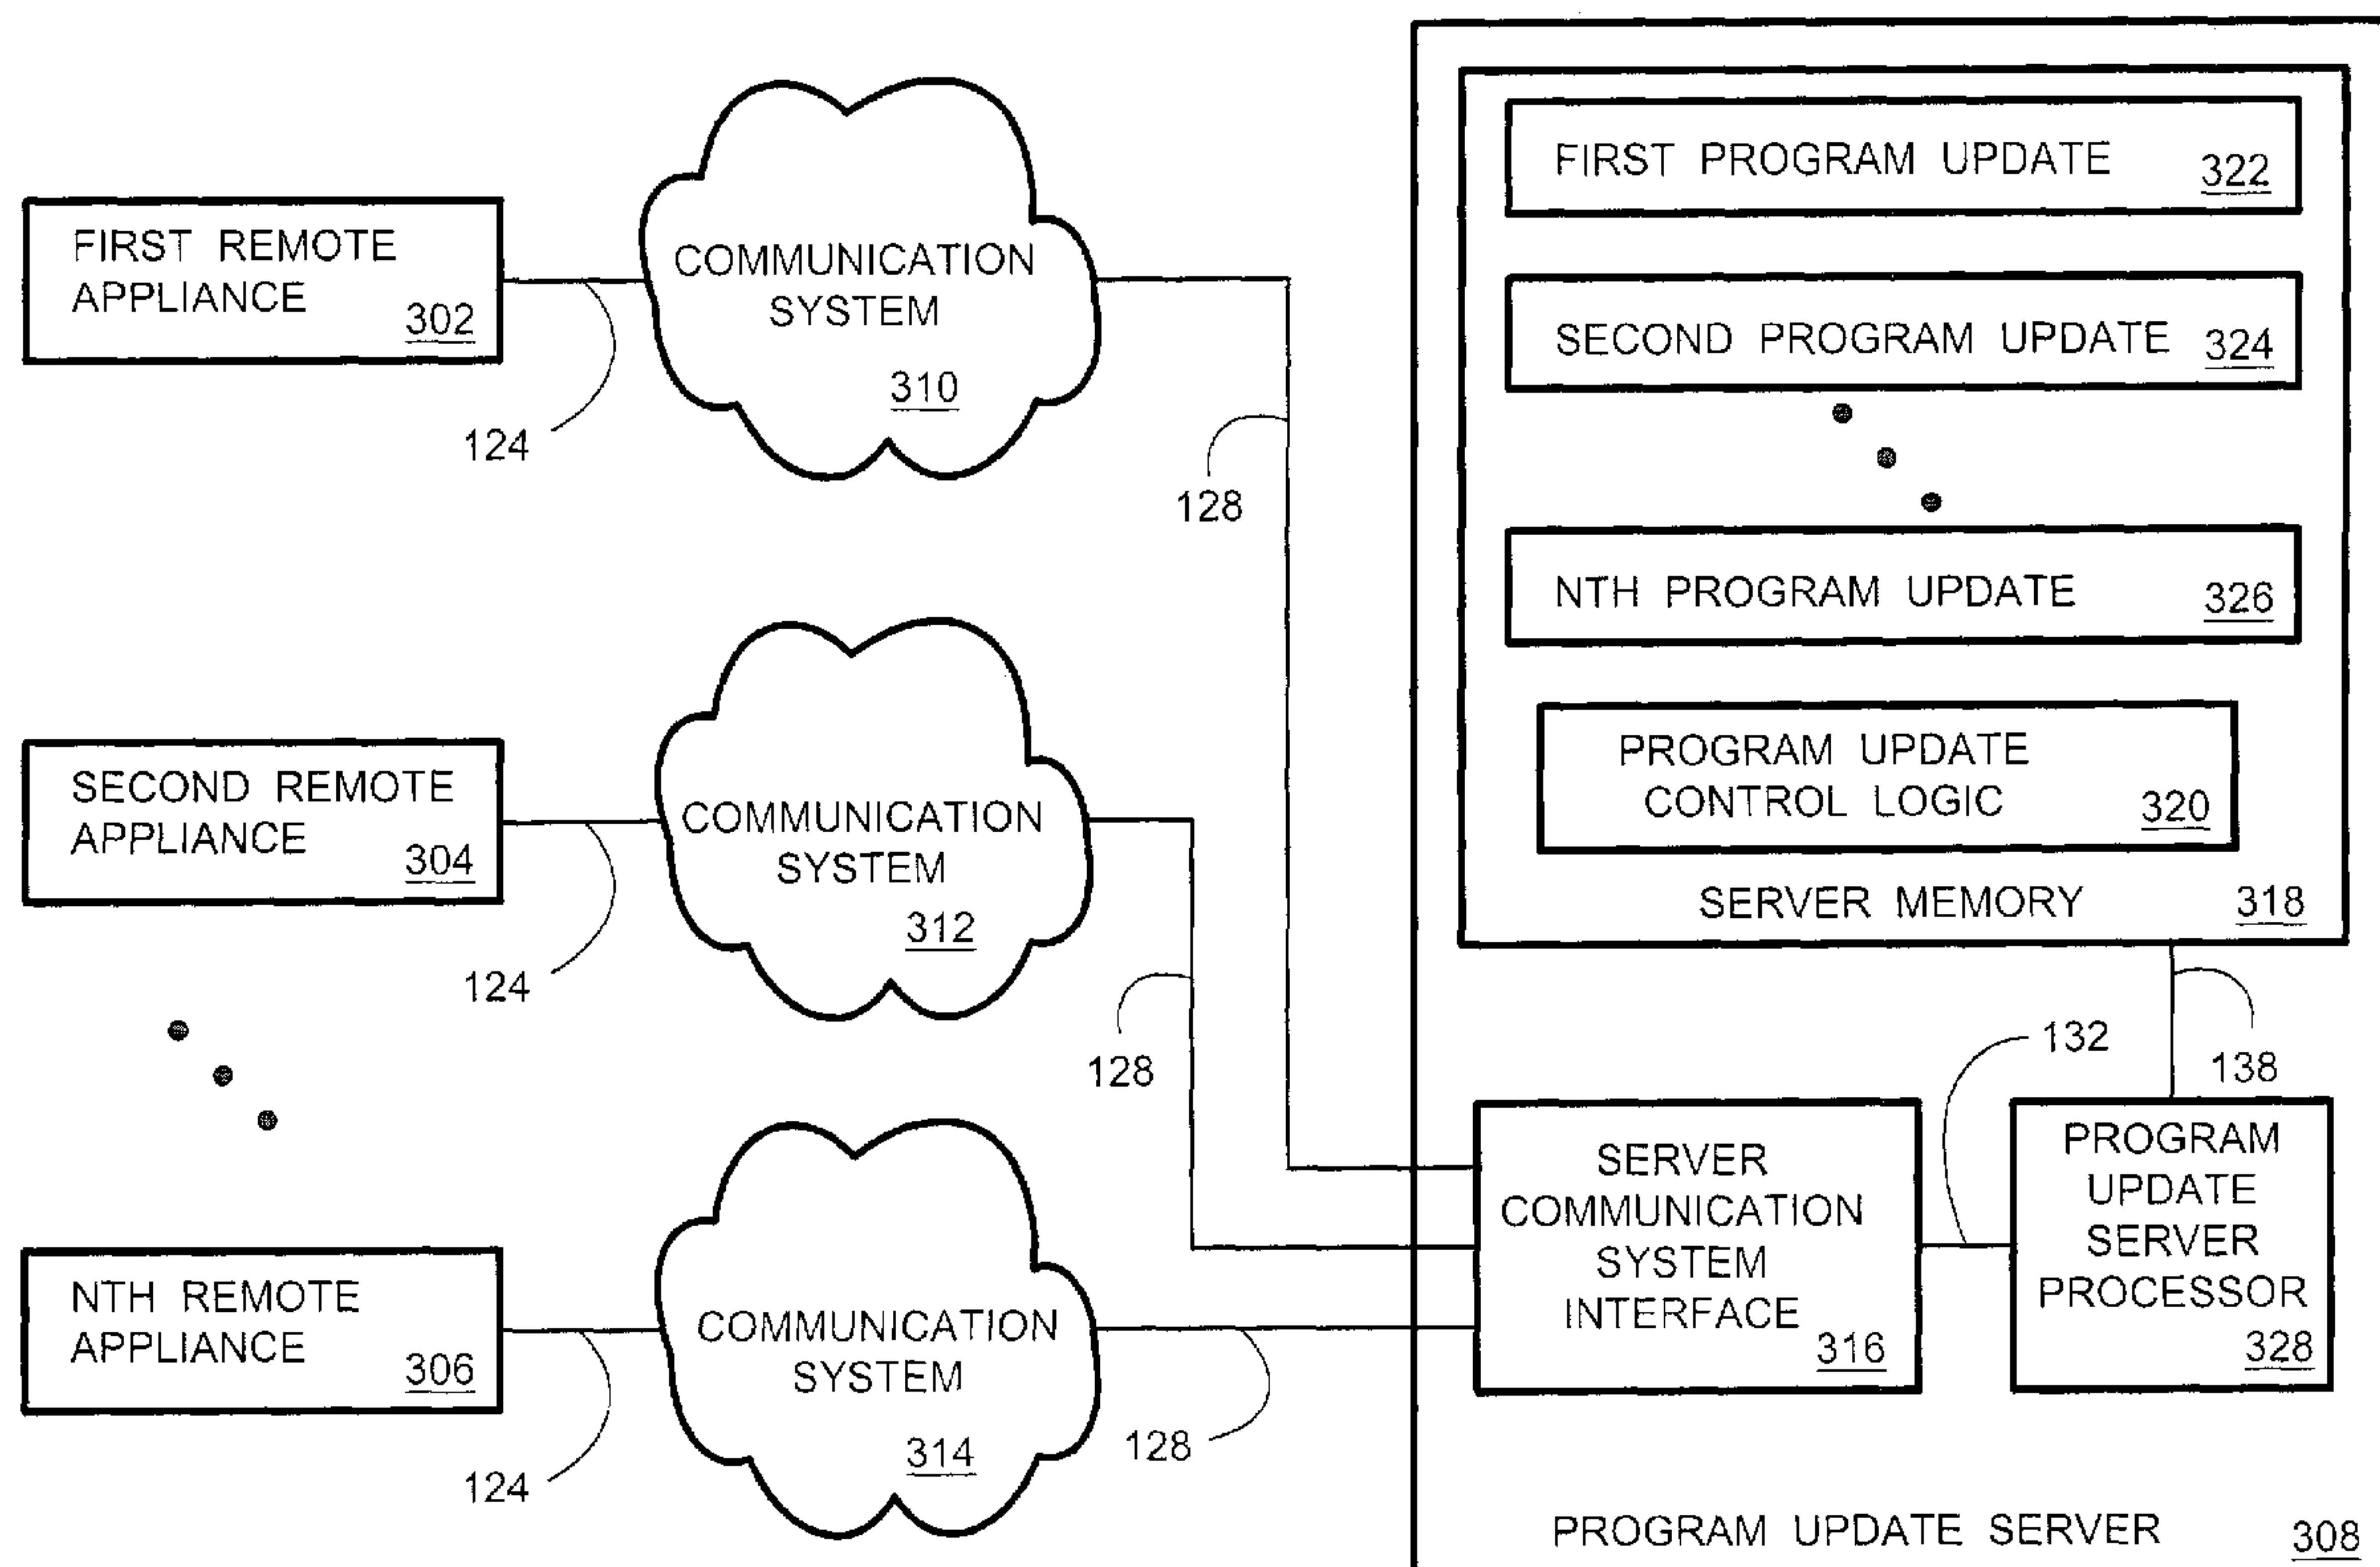 FIRST REMOTE
APPLIANCE
302
124
COMMUNICATION
SYSTEM
310
128
SECOND REMOTE
APPLIANCE
304
124
COMMUNICATION
SYSTEM
312
128
NTH REMOTE
APPLIANCE
306
124
COMMUNICATION
SYSTEM
314
128
FIRST PROGRAM UPDATE 322
SECOND PROGRAM UPDATE 324
NTH PROGRAM UPDATE 326
PROGRAM UPDATE
CONTROL LOGIC
320
SERVER MEMORY 318
132
138
SERVER
COMMUNICATION
SYSTEM
INTERFACE
316
PROGRAM
UPDATE
SERVER
PROCESSOR
328
PROGRAM UPDATE SERVER 308